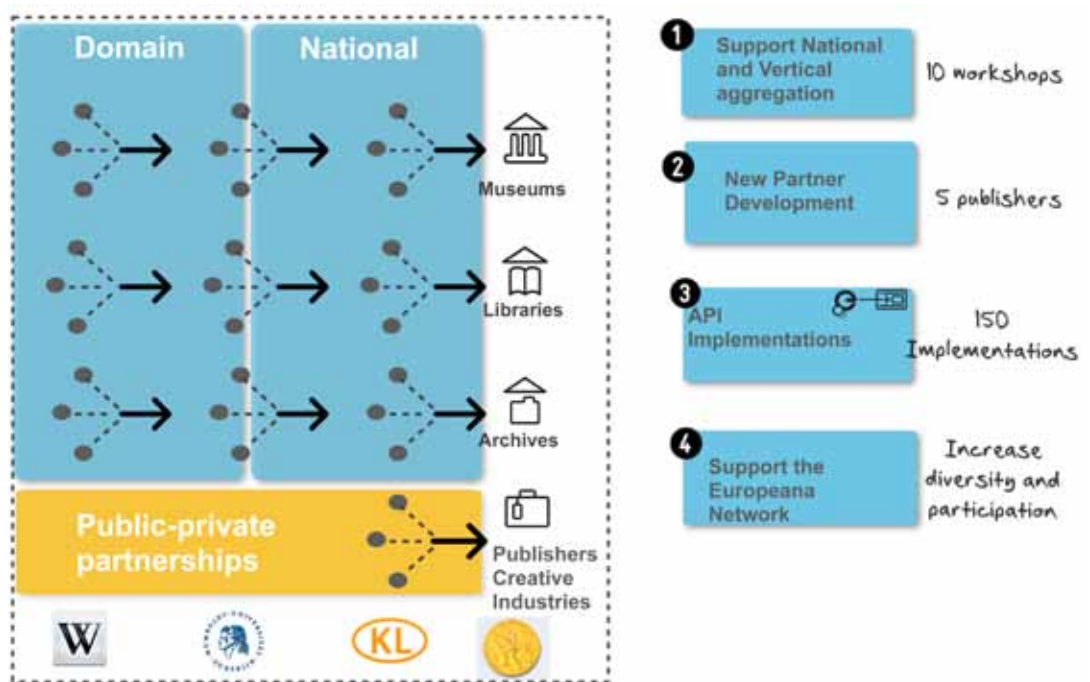 Domain
National
Museums
Libraries
Archives
Public-private
partnerships
Publishers
Creative
Industries
W
KL
1
Support National
and Vertical
aggregation
10 workshops
2
New Partner
Development
5 publishers
3
API
Implementations
150
Implementations
4
Support the
Europeana
Network
Increase
diversity and
participation